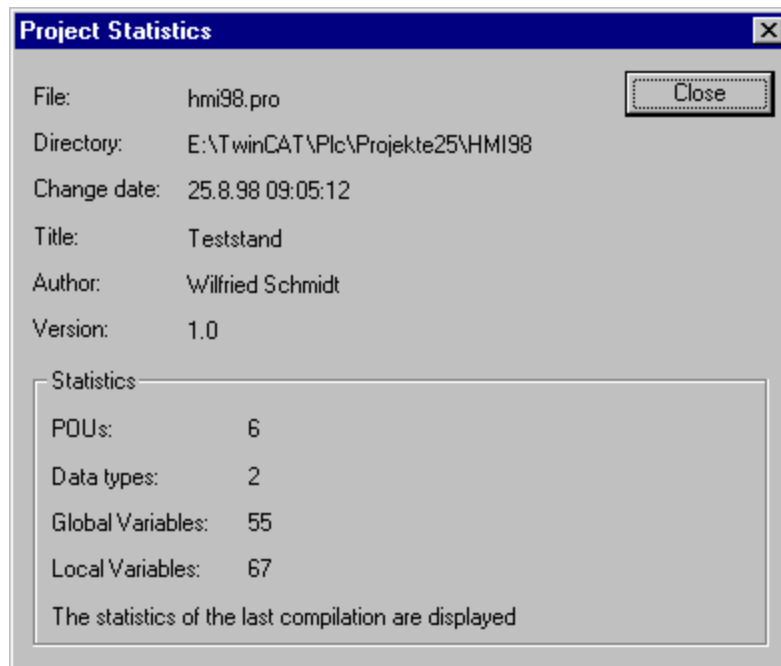 Project Statistics
File: hmi98.pro
Close
Directory: E:\TwinCAT\Plc\Projekte25\HMI98
Change date: 25.8.98 09:05:12
Title: Teststand
Author: Wilfried Schmidt
Version: 1.0
Statistics
POUs: 6
Data types: 2
Global Variables: 55
Local Variables: 67
The statistics of the last compilation are displayed